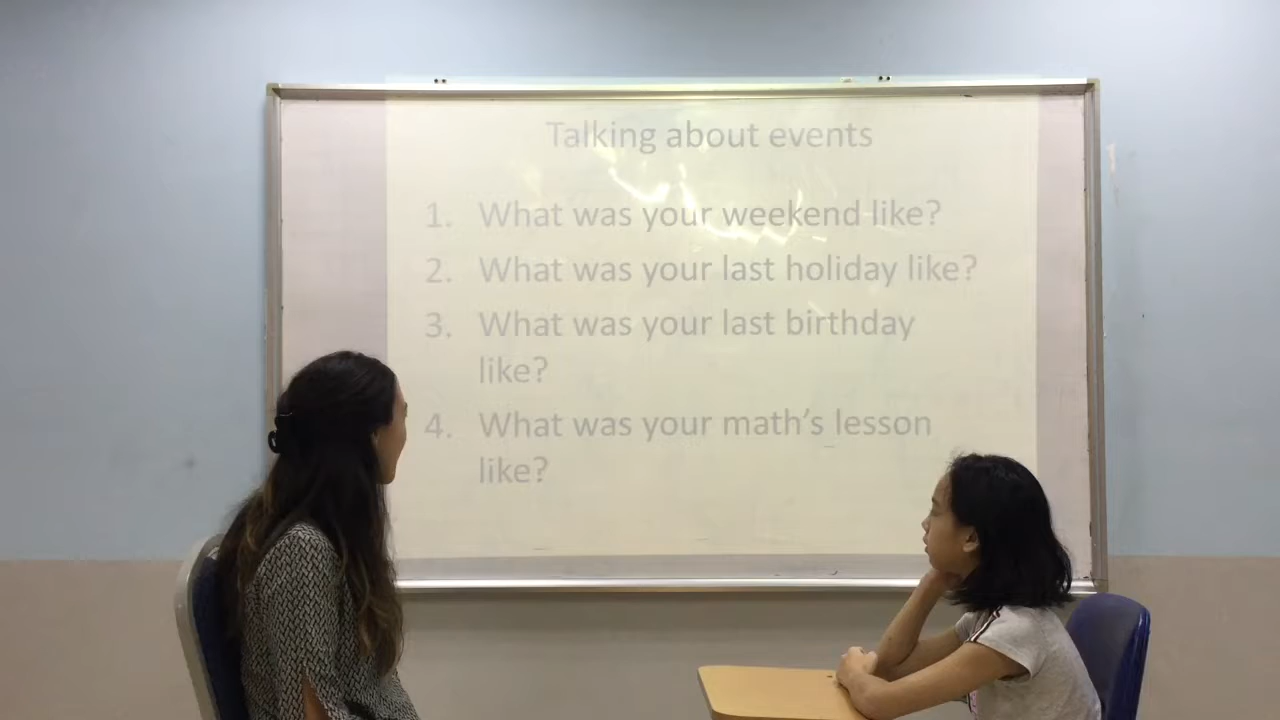 Talking about events
1. What was your weekend like?
2. What was your last holiday like?
3. What was your last birthday
like?
4. What was your math's lesson
like?